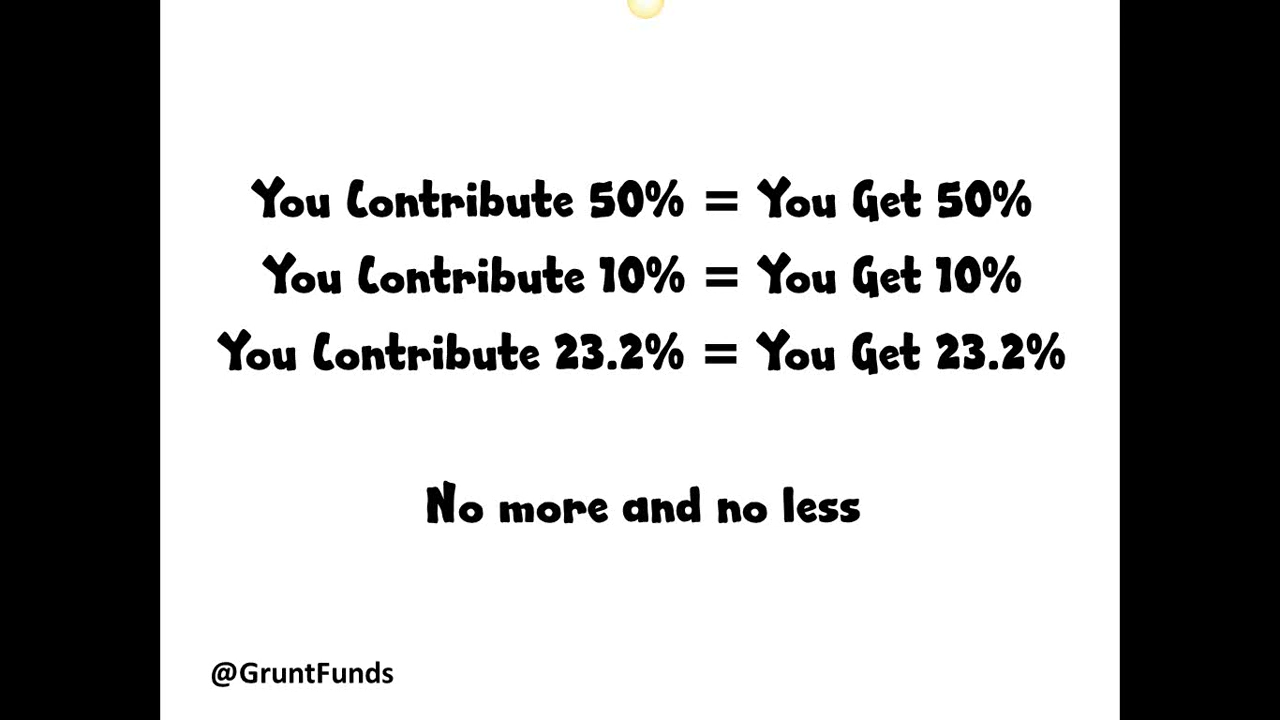 You Contribute 50% = You Get 50%
You Contribute 10% = You Get 10%
You Contribute 23.2% = You Get 23.2%
No more and no less
@GruntFunds